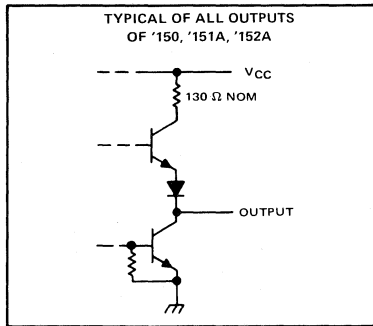 TYPICAL OF ALL OUTPUTS
OF '150, '151A, '152A
VCC
130 Ω NOM
OUTPUT